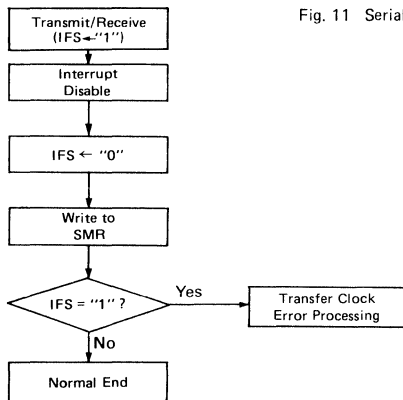 Transmit/Receive
(IFS←"1")
Fig. 11 Serial
Interrupt
Disable
IFS ← "0"
Write to
SMR
IFS = "1" ?
Yes
Transfer Clock
Error Processing
No
Normal End